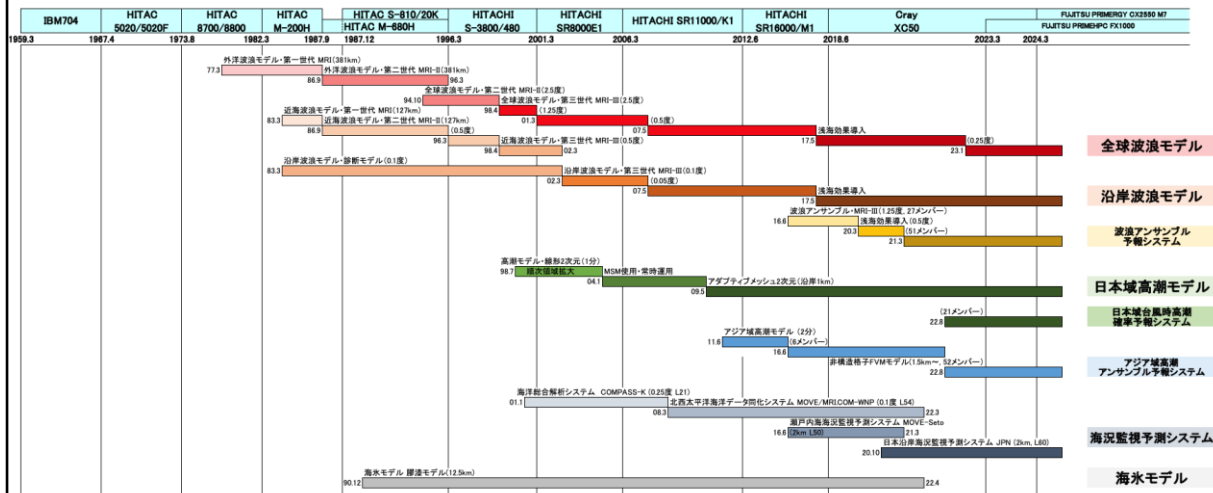 IBM704 HITAC 5020/5020F HITAC 8700/8800 HITAC M-200H HITAC S-810/20K HITAC M-680H HITACHI S-3800/480 HITACHI SR8000E1 HITACHI SR11000/K1 HITACHI SR16000/M1 Cray XC50 FUJITSU PRIMERGY CX2550 M7 FUJITSU PRIMEHPC FX1000
1959.3 1967.4 1973.8 1982.3 1987.9 1987.12 1996.3 2001.3 2006.3 2012.6 2018.6 2023.3 2024.3
外洋波浪モデル・第一世代 MRI(381km)
77.3 外洋波浪モデル・第二世代 MRI-II(381km)
86.9 96.3
全球波浪モデル・第二世代 MRI-II(2.5度)
94.10 全球波浪モデル・第三世代 MRI-III(2.5度)
近海波浪モデル・第一世代 MRI(127km) 98.4 (1.25度)
83.3 近海波浪モデル・第二世代 MRI-II(127km) 01.3 (0.5度)
86.9 (0.5度) 07.5 浅海効果導入
96.3 近海波浪モデル・第三世代 MRI-III(0.5度) 17.5 (0.25度)
98.4 02.3 23.1
全球波浪モデル
沿岸波浪モデル・診断モデル(0.1度)
83.3 沿岸波浪モデル・第三世代 MRI-III(0.1度)
02.3 (0.05度)
07.5 浅海効果導入
17.5
沿岸波浪モデル
波浪アンサンブル・MRI-III(1.25度, 27メンバー)
16.6 浅海効果導入(0.5度)
20.3 (51メンバー)
21.3
波浪アンサンブル
予報システム
高潮モデル・線形2次元(1分)
98.7 順次領域拡大 MSM使用・常時運用
04.1 アダプティブメッシュ2次元(沿岸1km)
09.5
日本域高潮モデル
(21メンバー)
22.8
日本域台風時高潮
確率予報システム
アジア域高潮モデル (2分)
11.6 (6メンバー)
16.6 非構造格子FVMモデル(1.5km～, 52メンバー)
22.8
アジア域高潮
アンサンブル予報システム
海洋総合解析システム COMPASS-K (0.25度 L21)
01.1 北西太平洋海洋データ同化システム MOVE/MRI.COM-WNP (0.1度 L54)
08.3 22.3
瀬戸内海海況監視予測システム MOVE-Seto
16.6 (2km L50) 21.3
日本沿岸海況監視予測システム JPN (2km, L60)
20.10
海況監視予測システム
海氷モデル 膠漆モデル(12.5km)
90.12 22.4
海氷モデル